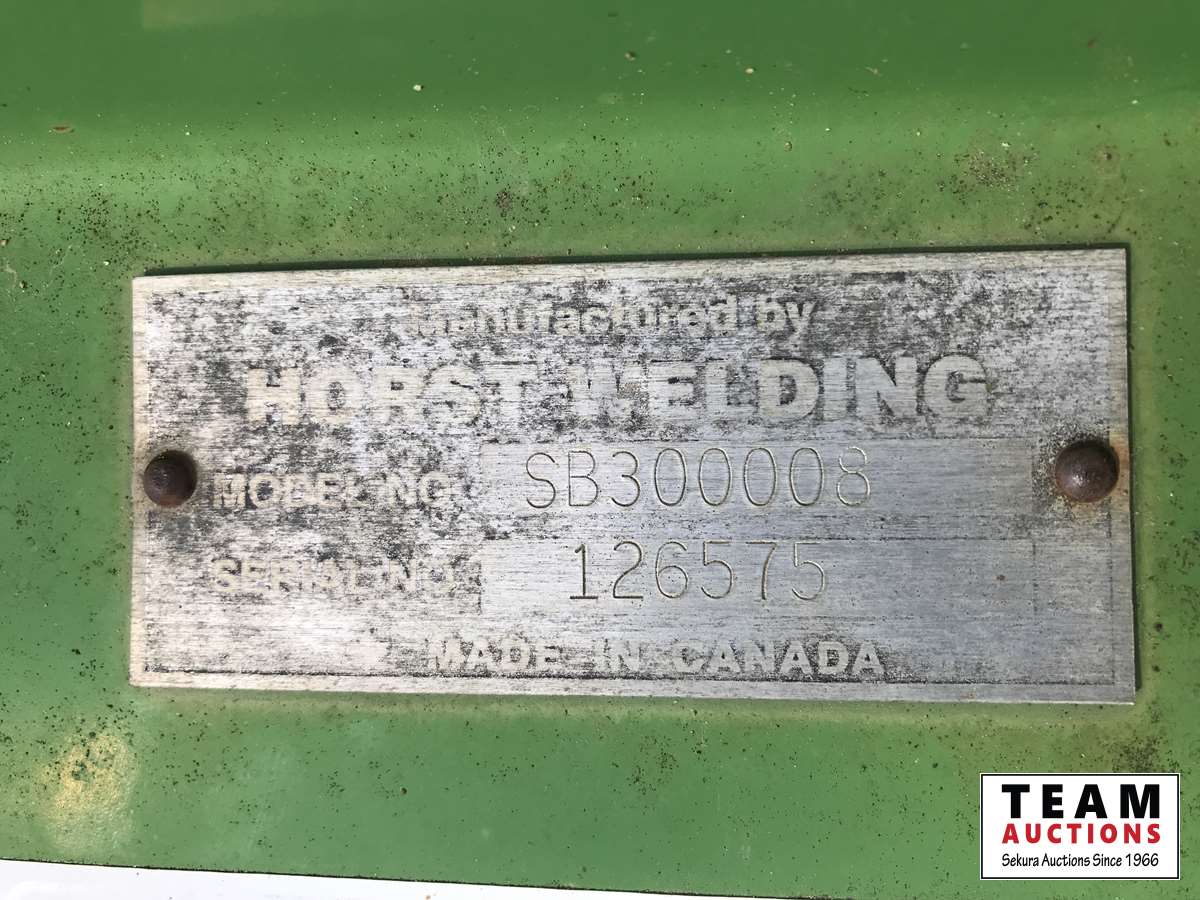 Manufactured by
HORST WELDING
MODEL NO.
SB300008
SERIAL NO.
126575
MADE IN CANADA
TEAM
AUCTIONS
Sekura Auctions Since 1966